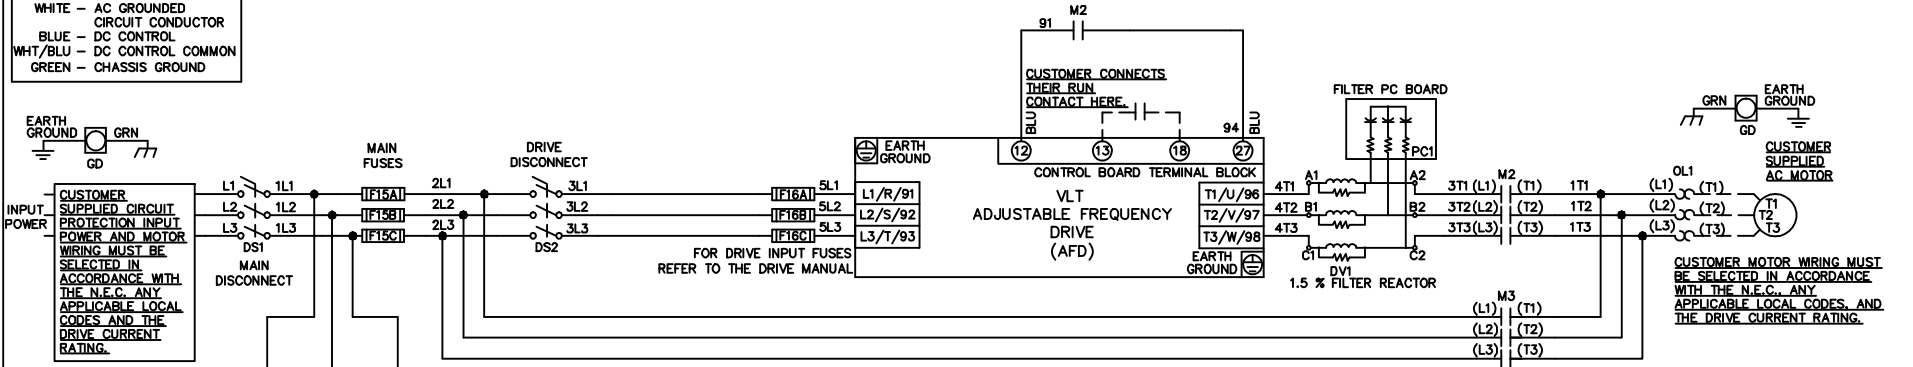 WHITE – AC GROUNDED
CIRCUIT CONDUCTOR
BLUE – DC CONTROL
WHT/BLU – DC CONTROL COMMON
GREEN – CHASSIS GROUND
EARTH
GROUND
GRN
GD
INPUT
POWER
CUSTOMER
SUPPLIED CIRCUIT
PROTECTION INPUT
POWER AND MOTOR
WIRING MUST BE
SELECTED IN
ACCORDANCE WITH
THE N.E.C. ANY
APPLICABLE LOCAL
CODES AND THE
DRIVE CURRENT
RATING.
L1 1L1
L2 1L2
L3 1L3
DS1
MAIN
DISCONNECT
MAIN
FUSES
F15A
F15B
F15C
2L1
2L2
2L3
DRIVE
DISCONNECT
3L1
3L2
3L3
DS2
F16A 5L1
F16B 5L2
F16C 5L3
FOR DRIVE INPUT FUSES
REFER TO THE DRIVE MANUAL
91 M2
BLU
94 BLU
CUSTOMER CONNECTS
THEIR RUN
CONTACT HERE.
EARTH
GROUND
12 13 18 27
CONTROL BOARD TERMINAL BLOCK
L1/R/91
L2/S/92
L3/T/93
VLT
ADJUSTABLE FREQUENCY
DRIVE
(AFD)
T1/U/96
T2/V/97
T3/W/98
EARTH
GROUND
4T1
4T2
4T3
FILTER PC BOARD
PC1
A1 A2
B1 B2
C1 C2
DV1
1.5 % FILTER REACTOR
M2
3T1 (L1) (T1) 1T1
3T2(L2) (T2) 1T2
3T3(L3) (T3) 1T3
M3
(L1) (T1)
(L2) (T2)
(L3) (T3)
OL1
(L1) (T1)
(L2) (T2)
(L3) (T3)
T1
T2
T3
GRN
GD
EARTH
GROUND
CUSTOMER
SUPPLIED
AC MOTOR
CUSTOMER MOTOR WIRING MUST
BE SELECTED IN ACCORDANCE
WITH THE N.E.C., ANY
APPLICABLE LOCAL CODES, AND
THE DRIVE CURRENT RATING.